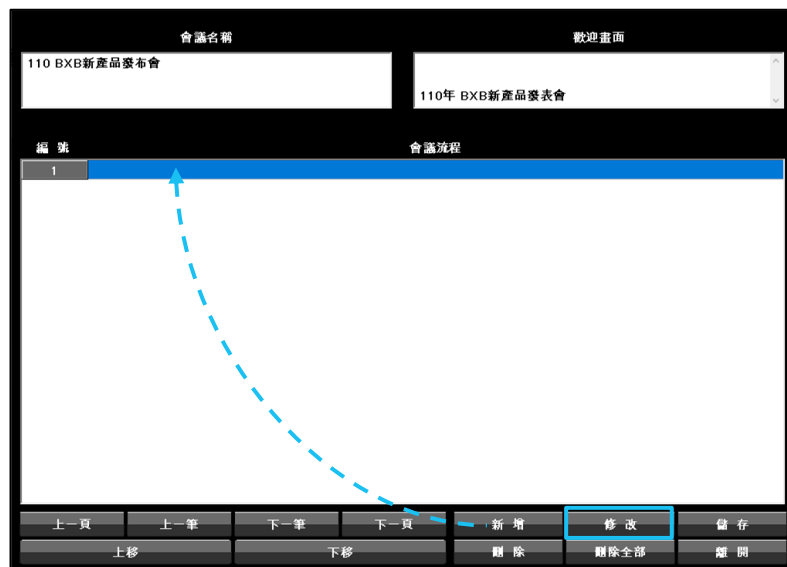 會議名稱
歡迎畫面
110 BXB新產品發布會
110年 BXB新產品發表會
編 號
會議流程
1
上一頁
上一筆
下一筆
下一頁
新 增
修 改
儲 存
上移
下移
刪 除
刪除全部
離 開